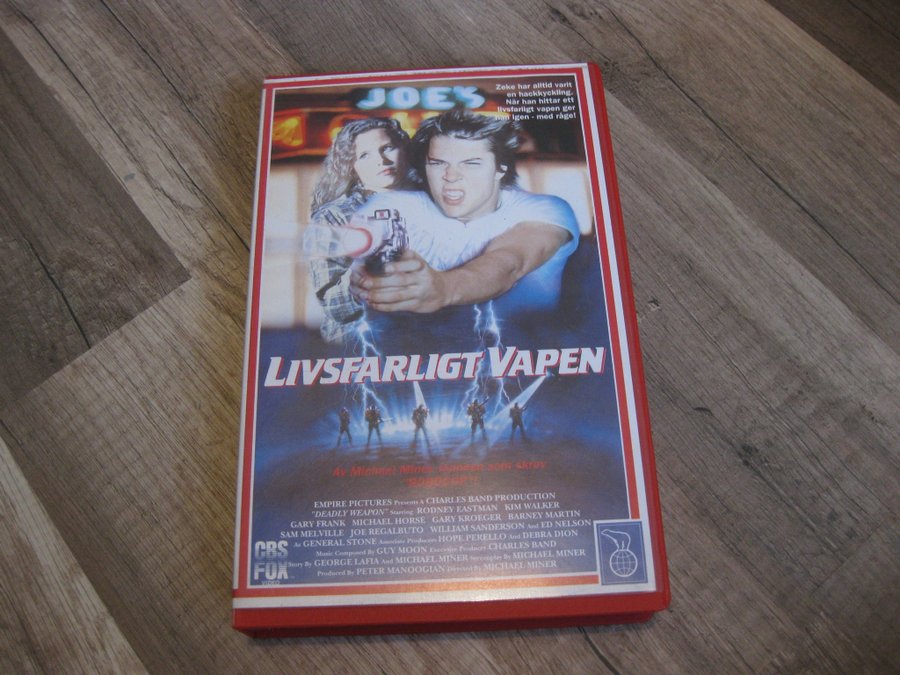 JOE'S
Zeke har alltid varit
en hackkyckling.
När han hittar ett
livsfarligt vapen ger
han igen - med råge!
LIVSFARLIGT VAPEN
Av Michael Miner mannen som skrev
"ROBOCOP"!
EMPIRE PICTURES Presents A CHARLES BAND PRODUCTION
"DEADLY WEAPON" Starring RODNEY EASTMAN KIM WALKER
GARY FRANK MICHAEL HORSE GARY KROEGER BARNEY MARTIN
SAM MELVILLE JOE REGALBUTO WILLIAM SANDERSON And ED NELSON
As GENERAL STONE Associate Producers HOPE PERELLO And DEBRA DION
Music Composed By GUY MOON Executive Producer CHARLES BAND
Story By GEORGE LAFIA And MICHAEL MINER Screenplay By MICHAEL MINER
Produced By PETER MANOOGIAN Directed By MICHAEL MINER
CBS
FOX
VIDEO